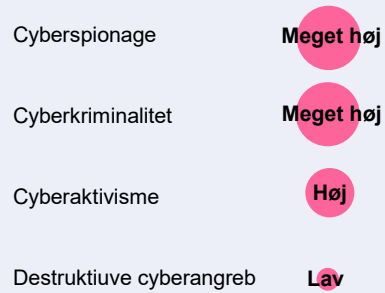 Cyberspionage Meget høj
Cyberkriminalitet Meget høj
Cyberaktivisme Høj
Destruktiuve cyberangreb Lav